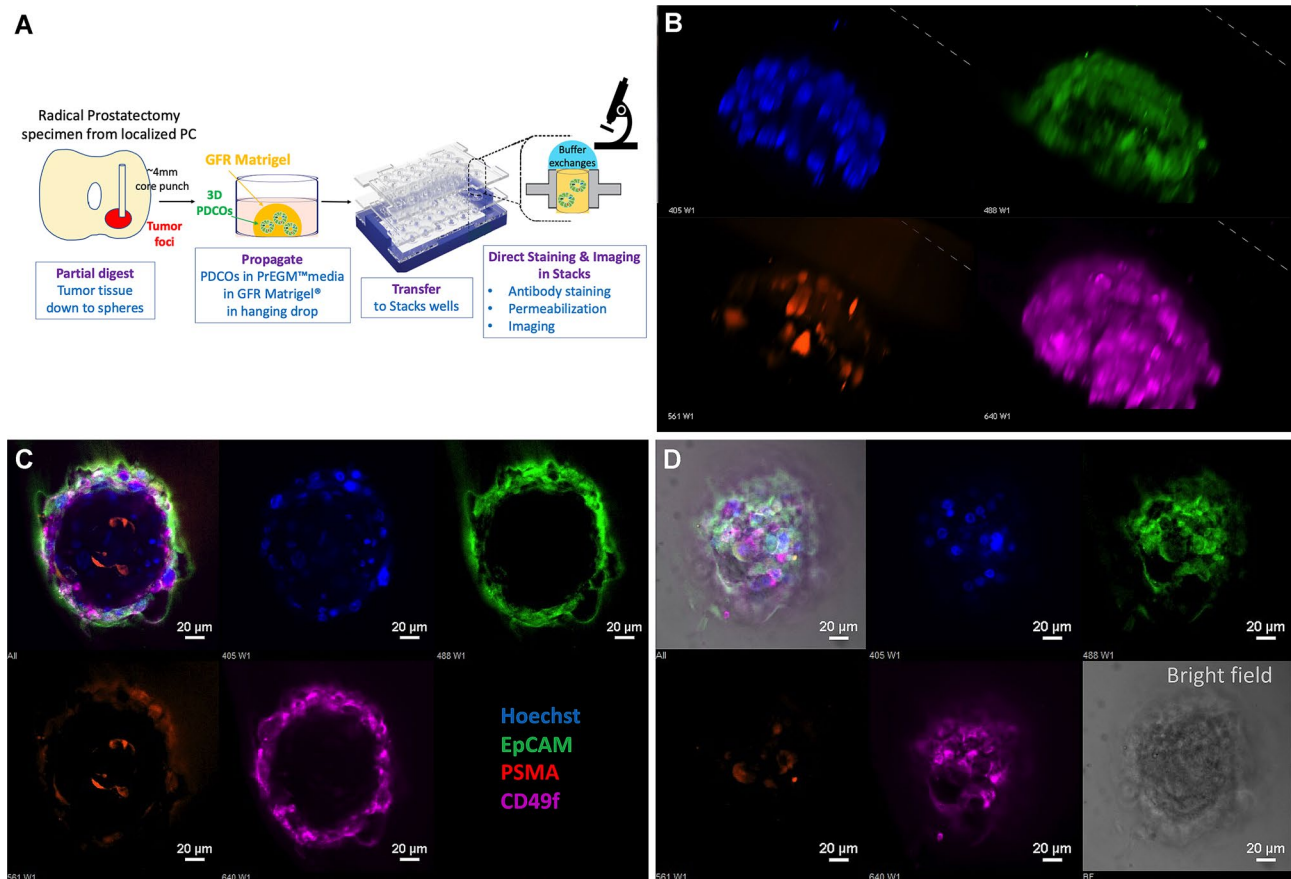 A
Radical Prostatectomy
specimen from localized PC
~4mm
core punch
Tumor
foci
GFR Matrigel
3D
PDCOs
Buffer
exchanges
Partial digest
Tumor tissue
down to spheres
Propagate
PDCOs in PrEGM™media
in GFR Matrigel®
in hanging drop
Transfer
to Stacks wells
Direct Staining & Imaging
in Stacks
• Antibody staining
• Permeabilization
• Imaging
B
405 W1
488 W1
561 W1
640 W1
C
20 µm
20 µm
20 µm
All
405 W1
488 W1
Hoechst
EpCAM
PSMA
CD49f
20 µm
20 µm
561 W1
640 W1
D
20 µm
20 µm
20 µm
All
405 W1
488 W1
Bright field
20 µm
20 µm
20 µm
561 W1
640 W1
BF